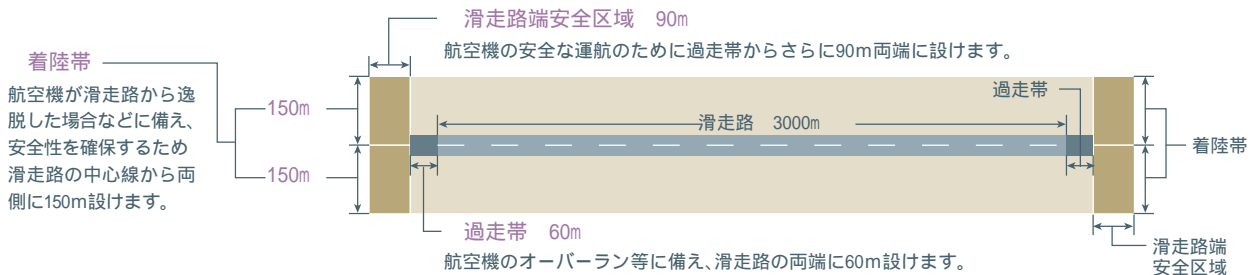 滑走路端安全区域　90m
航空機の安全な運航のために過走帯からさらに90m両端に設けます。
着陸帯
航空機が滑走路から逸
脱した場合などに備え、
安全性を確保するため
滑走路の中心線から両
側に150m設けます。
150m
150m
過走帯
滑走路　3000m
着陸帯
過走帯　60m
航空機のオーバーラン等に備え、滑走路の両端に60m設けます。
滑走路端
安全区域